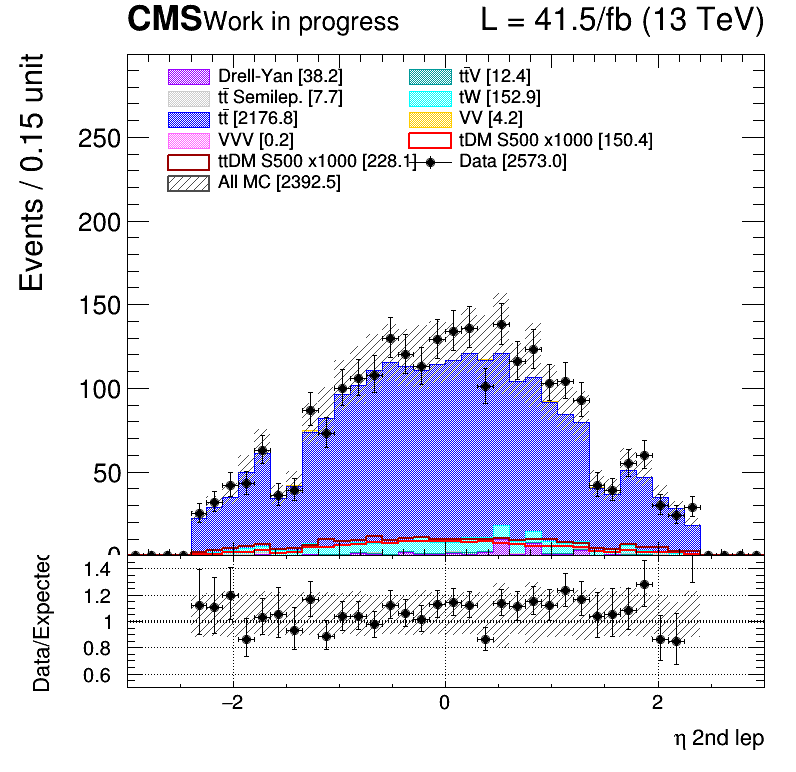 CMS Work in progress L = 41.5/fb (13 TeV)
Events / 0.15 unit
Drell-Yan [38.2] tt̄V [12.4]
tt̄ Semilep. [7.7] tW [152.9]
tt̄ [2176.8] VV [4.2]
VVV [0.2] tDM S500 x1000 [150.4]
ttDM S500 x1000 [228.1] Data [2573.0]
All MC [2392.5]
250
200
150
100
50
0
Data/Expected
1.4
1.2
1
0.8
0.6
−2 0 2
η 2nd lep